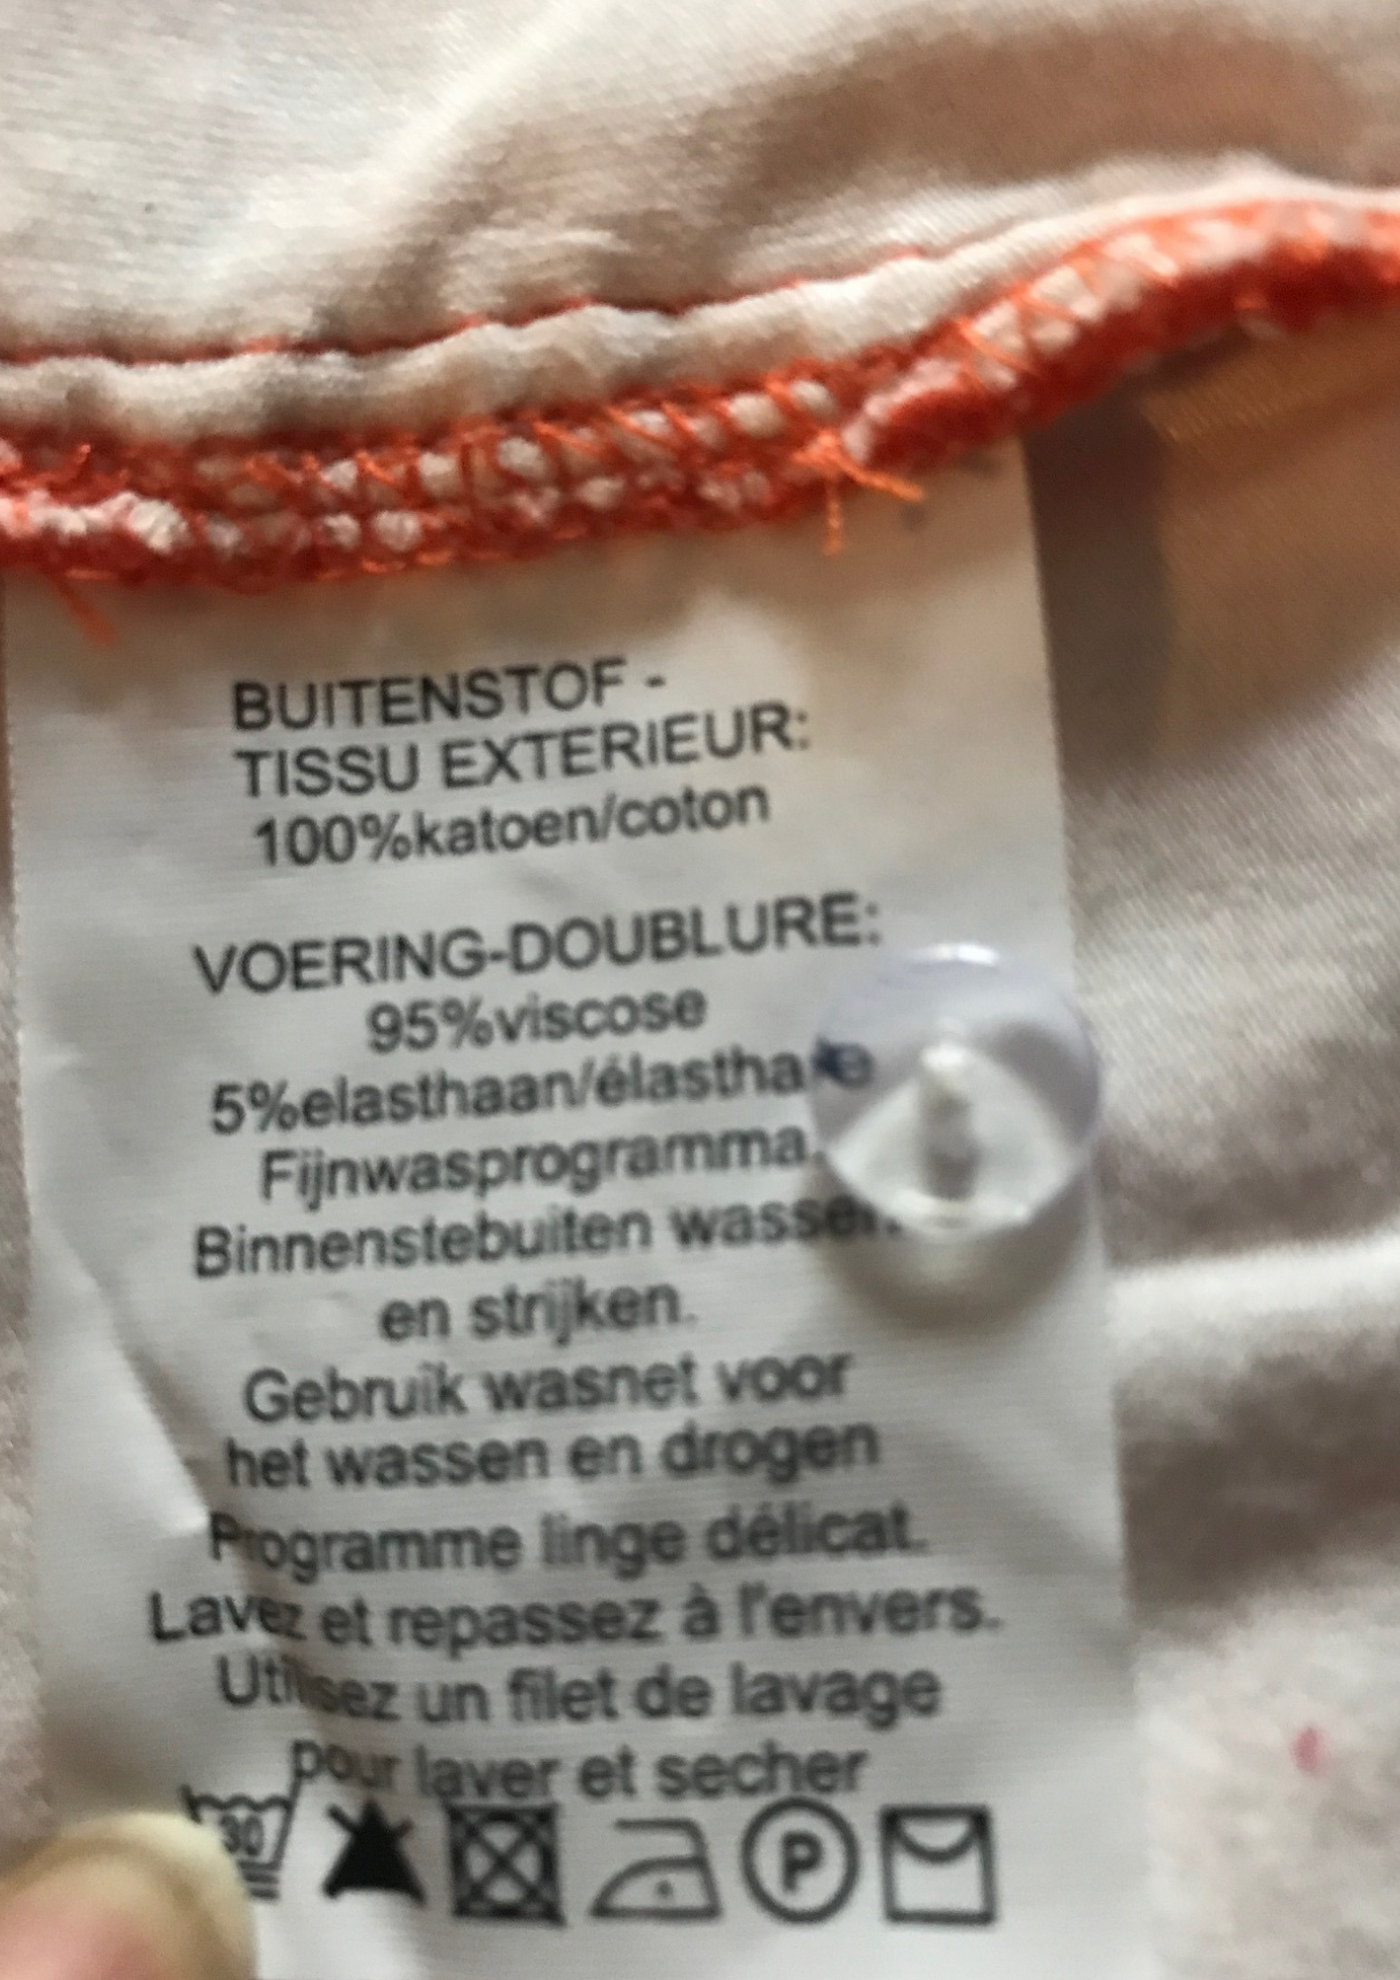 BUITENSTOF -
TISSU EXTERIEUR:
100%katoen/coton
VOERING-DOUBLURE:
95%viscose
5%elasthaan/élasthanne
Fijnwasprogramma.
Binnenstebuiten wassen
en strijken.
Gebruik wasnet voor
het wassen en drogen
Programme linge délicat.
Lavez et repassez à l'envers.
Utilisez un filet de lavage
pour laver et secher
30
P